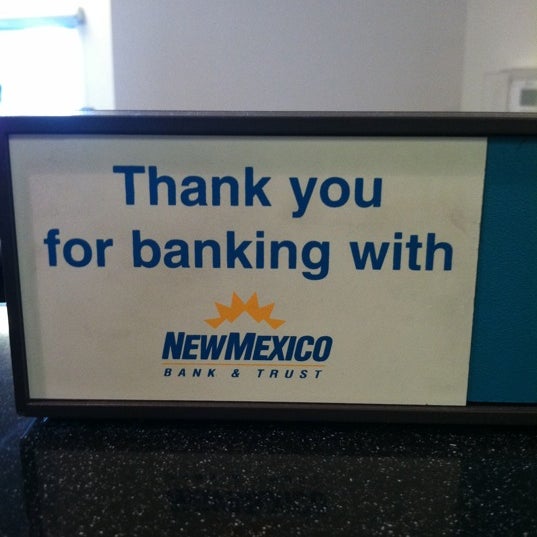 Thank you
for banking with
NEWMEXICO
BANK & TRUST